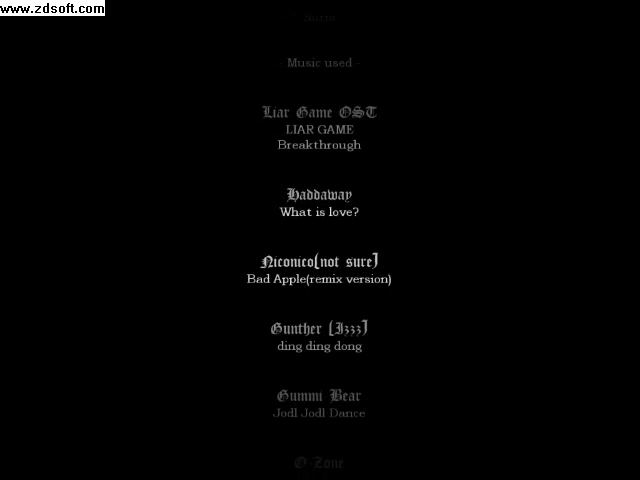 www.zdsoft.com
- Music used -
Liar Game OST
LIAR GAME
Breakthrough
Haddaway
What is love?
Niconico(not sure)
Bad Apple(remix version)
Gunther (Izzz)
ding ding dong
Gummi Bear
Jodl Jodl Dance
O-Zone